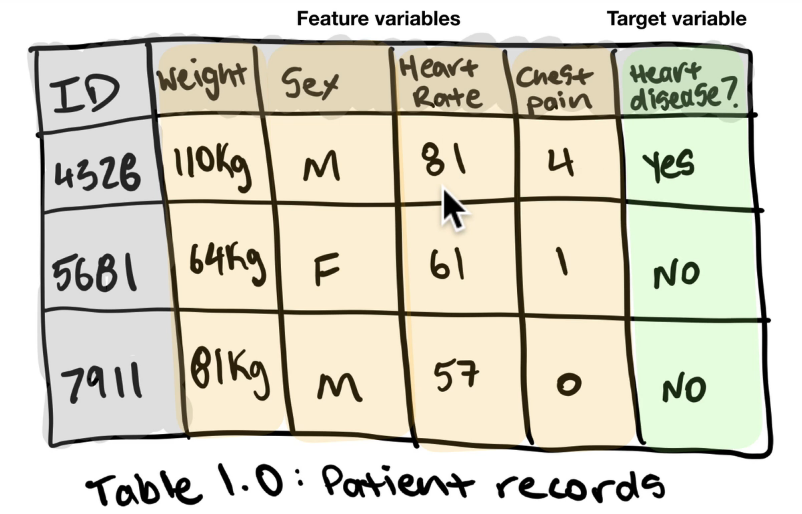 Feature variables Target variable
ID Weight Sex Heart Rate Chest pain Heart disease?
4328 110Kg M 81 4 yes
5681 64Kg F 61 1 NO
7911 81Kg M 57 0 NO
Table 1.0: Patient records